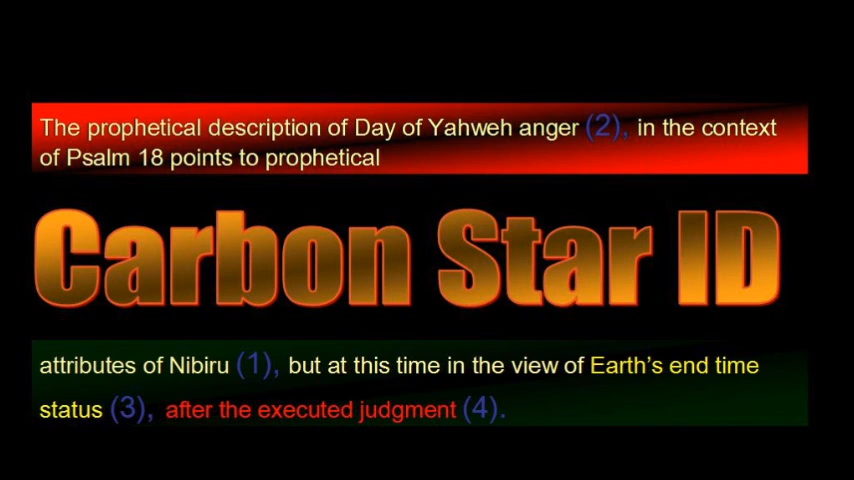 The prophetical description of Day of Yahweh anger (2), in the context
of Psalm 18 points to prophetical
Carbon Star ID
attributes of Nibiru (1), but at this time in the view of Earth's end time
status (3), after the executed judgment (4).